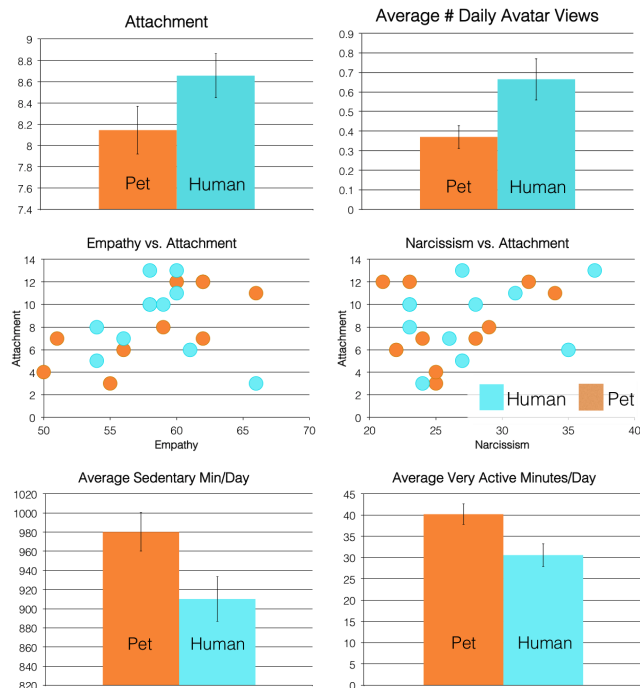 Attachment
9
8.8
8.6
8.4
8.2
8
7.8
7.6
7.4
Pet
Human
Average # Daily Avatar Views
0.9
0.8
0.7
0.6
0.5
0.4
0.3
0.2
0.1
0
Pet
Human
Empathy vs. Attachment
Attachment
14
12
10
8
6
4
2
0
50 55 60 65 70
Empathy
Narcissism vs. Attachment
Attachment
14
12
10
8
6
4
2
0
Human Pet
20 25 30 35 40
Narcissism
Average Sedentary Min/Day
1020
1000
980
960
940
920
900
880
860
840
820
Pet
Human
Average Very Active Minutes/Day
45
40
35
30
25
20
15
10
5
0
Pet
Human